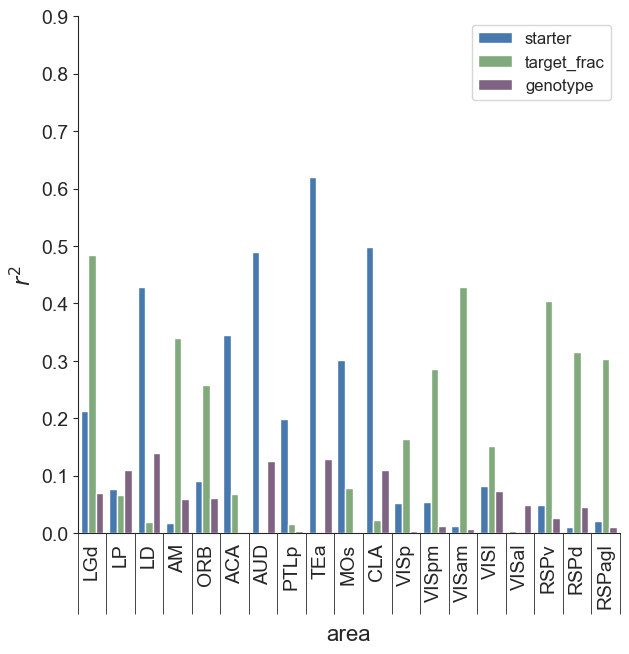 0.9
0.8
0.7
0.6
0.5
0.4
0.3
0.2
0.1
0.0
r²
starter
target_frac
genotype
LGd
LP
LD
AM
ORB
ACA
AUD
PTLp
TEa
MOs
CLA
VISp
VISpm
VISam
VISl
VISal
RSPv
RSPd
RSPagl
area